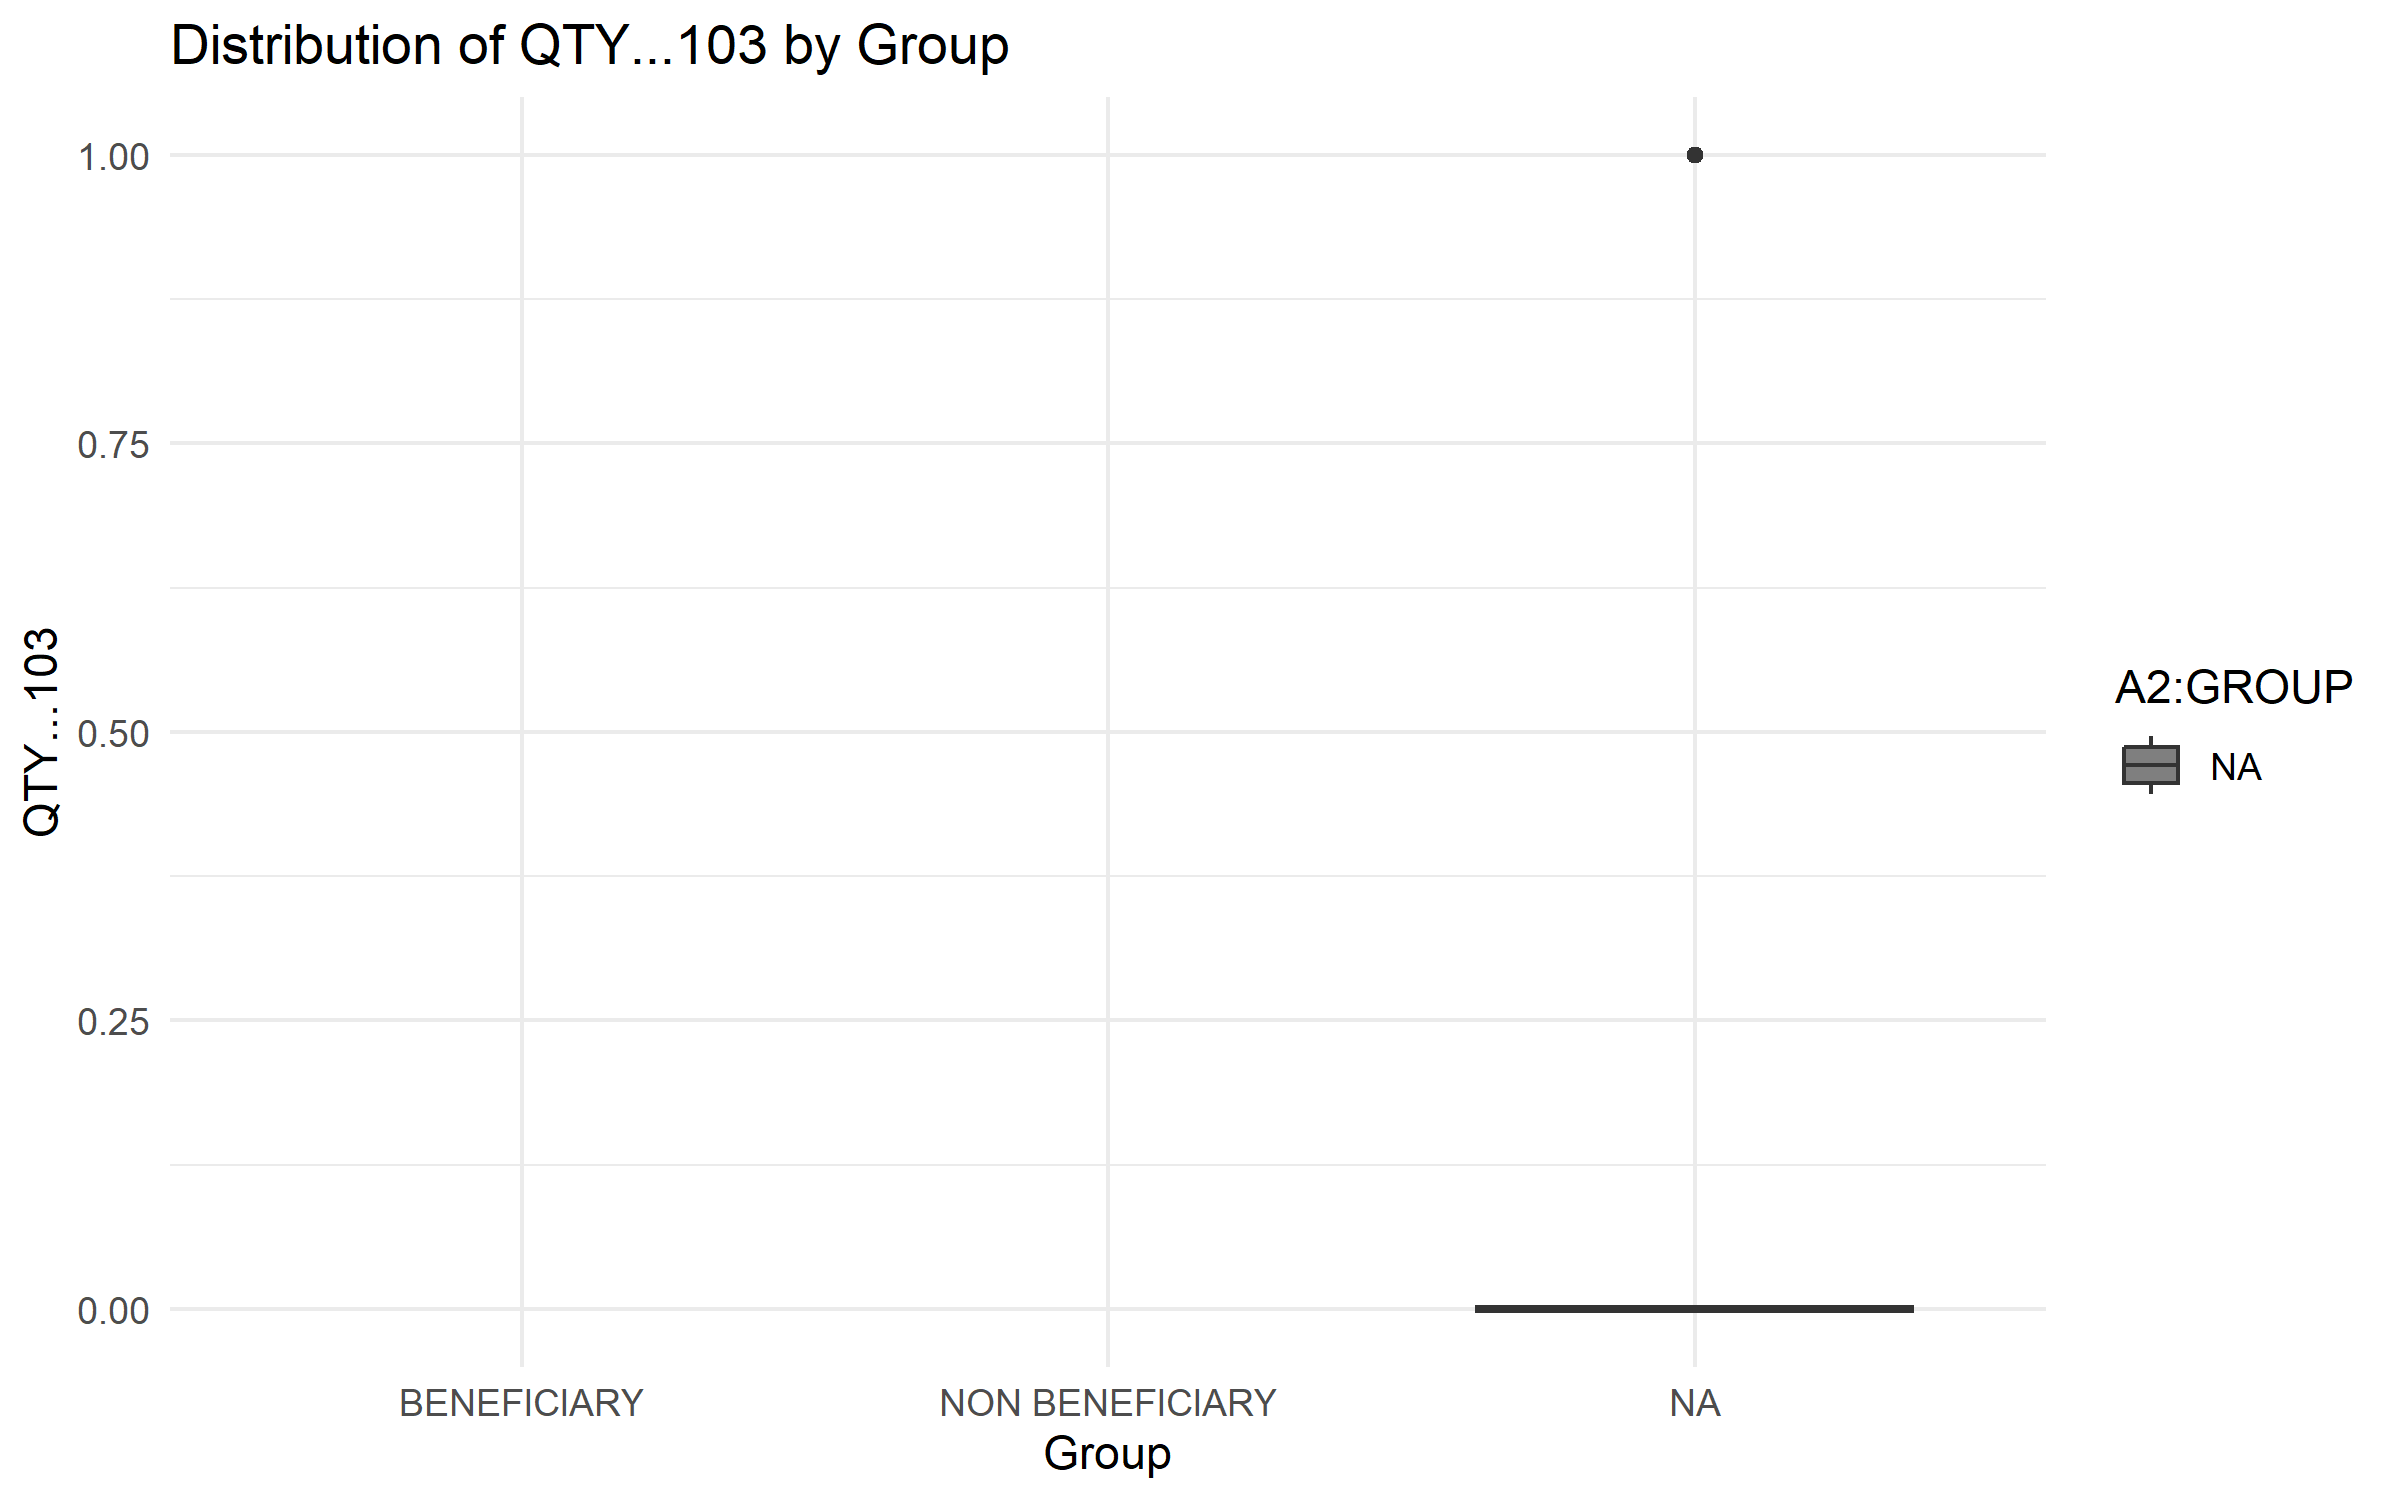 Distribution of QTY...103 by Group
1.00
0.75
0.50
0.25
0.00
QTY...103
BENEFICIARY
NON BENEFICIARY
NA
Group
A2:GROUP
NA